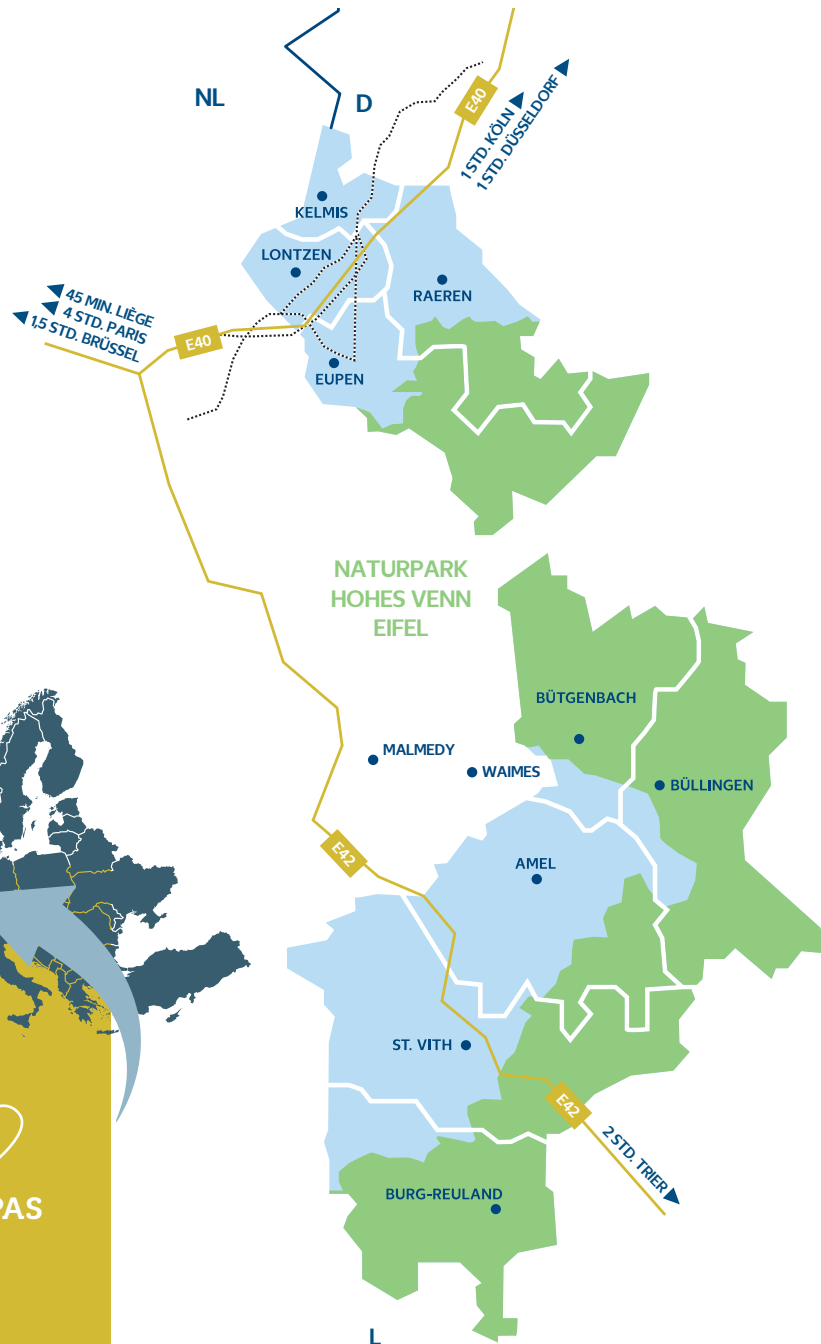 NL
D
E40
1 STD. KÖLN
1 STD. DÜSSELDORF
KELMIS
LONTZEN
RAEREN
45 MIN. LIÈGE
4 STD. PARIS
1,5 STD. BRÜSSEL
E40
EUPEN
NATURPARK
HOHES VENN
EIFEL
BÜTGENBACH
MALMEDY
WAIMES
BÜLLINGEN
E42
AMEL
ST. VITH
E42
2 STD. TRIER
BURG-REULAND
PAS
L